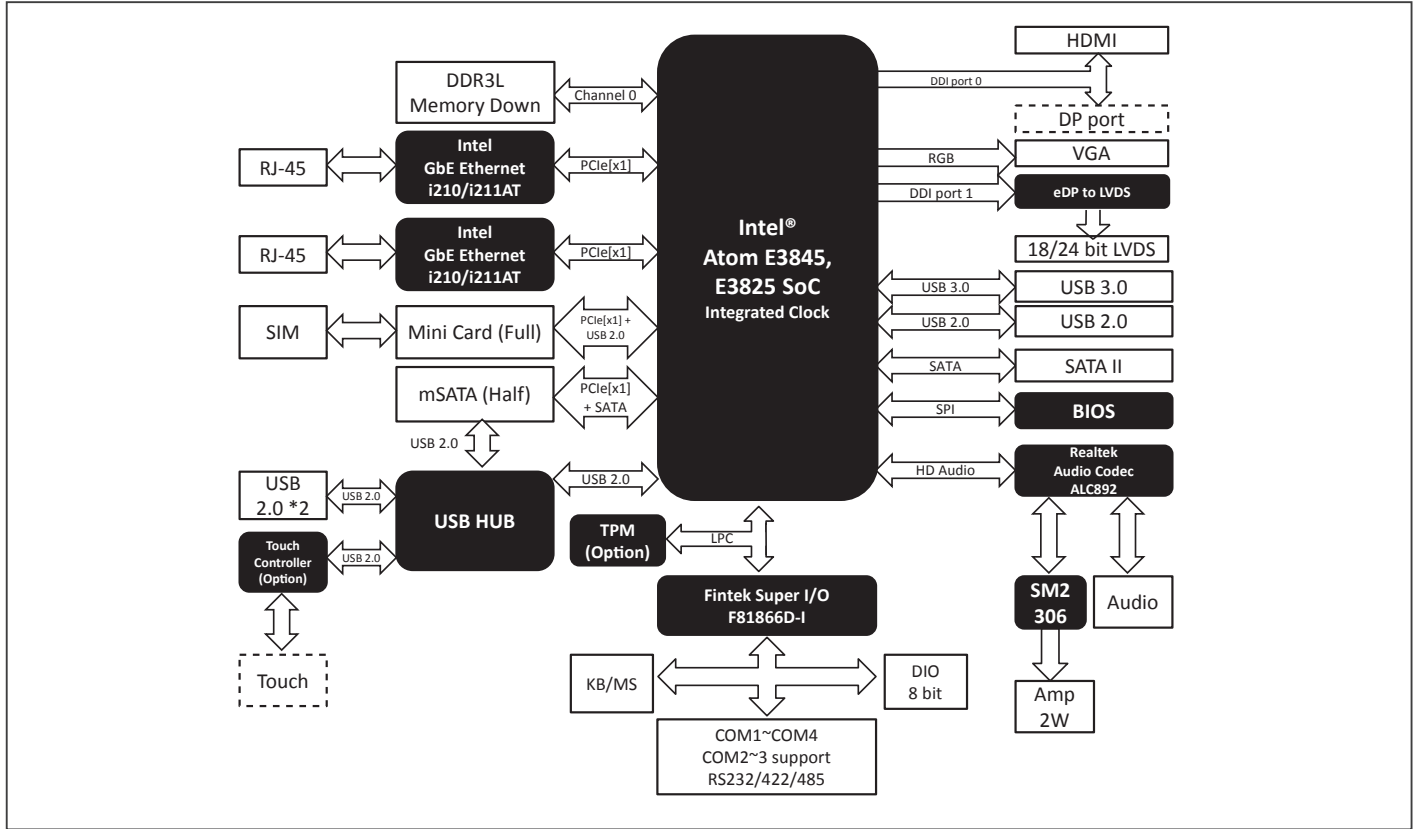 HDMI
DDI port 0
DP port
DDR3L
Memory Down
Channel 0
RJ-45
Intel
GbE Ethernet
i210/i211AT
PCIe[x1]
RGB
VGA
DDI port 1
eDP to LVDS
18/24 bit LVDS
Intel®
Atom E3845,
E3825 SoC
Integrated Clock
RJ-45
Intel
GbE Ethernet
i210/i211AT
PCIe[x1]
USB 3.0
USB 3.0
USB 2.0
USB 2.0
SIM
Mini Card (Full)
PCIe[x1] +
USB 2.0
SATA
SATA II
mSATA (Half)
PCIe[x1]
+ SATA
SPI
BIOS
USB 2.0
HD Audio
Realtek
Audio Codec
ALC892
USB
2.0 *2
USB 2.0
USB HUB
USB 2.0
Touch
Controller
(Option)
USB 2.0
Touch
TPM
(Option)
LPC
Fintek Super I/O
F81866D-I
SM2
306
Audio
Amp
2W
KB/MS
DIO
8 bit
COM1~COM4
COM2~3 support
RS232/422/485